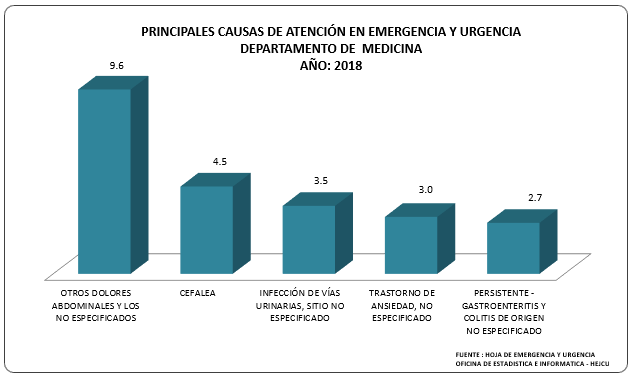 PRINCIPALES CAUSAS DE ATENCIÓN EN EMERGENCIA Y URGENCIA
DEPARTAMENTO DE MEDICINA
AÑO: 2018
9.6
4.5
3.5
3.0
2.7
OTROS DOLORES
ABDOMINALES Y LOS
NO ESPECIFICADOS
CEFALEA
INFECCIÓN DE VÍAS
URINARIAS, SITIO NO
ESPECIFICADO
TRASTORNO DE
ANSIEDAD, NO
ESPECIFICADO
PERSISTENTE -
GASTROENTERITIS Y
COLITIS DE ORIGEN
NO ESPECIFICADO
FUENTE : HOJA DE EMERGENCIA Y URGENCIA
OFICINA DE ESTADISTICA E INFORMATICA - HEJCU